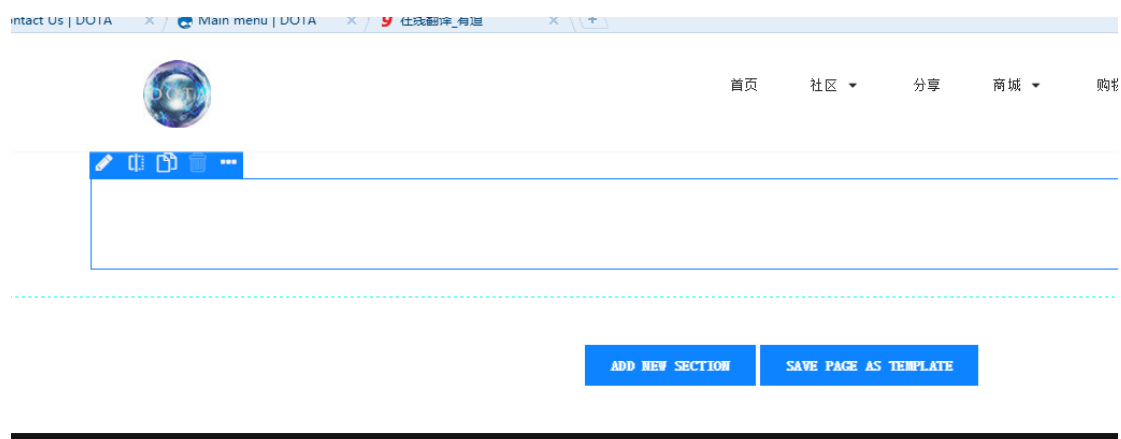 ntact Us | DOTA
Main menu | DOTA
在线翻译_有道
DOTA
首页 社区 分享 商城
ADD NEW SECTION SAVE PAGE AS TEMPLATE